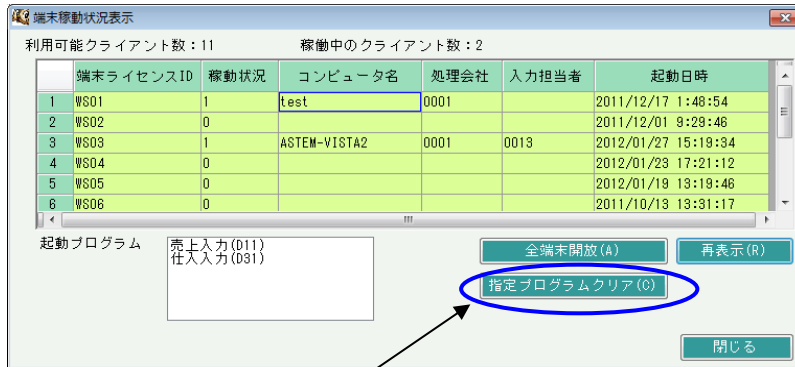 端末稼動状況表示
利用可能クライアント数：11 稼働中のクライアント数：2
端末ライセンスID 稼動状況 コンピュータ名 処理会社 入力担当者 起動日時
1 WS01 1 test 0001 2011/12/17 1:48:54
2 WS02 0 2011/12/01 9:29:46
3 WS03 1 ASTEM-VISTA2 0001 0013 2012/01/27 15:19:34
4 WS04 0 2012/01/23 17:21:12
5 WS05 0 2012/01/19 13:19:46
6 WS06 0 2011/10/13 13:31:17
起動プログラム
売上入力(D11)
仕入入力(D31)
全端末開放(A) 再表示(R)
指定プログラムクリア(C)
閉じる